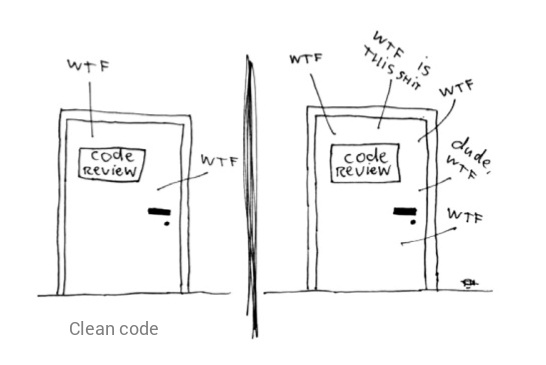 WTF
code
REVIEW
WTF
Clean code
WTF
WTF is
THIS SHIT
WTF
code
REVIEW
dude,
WTF
WTF